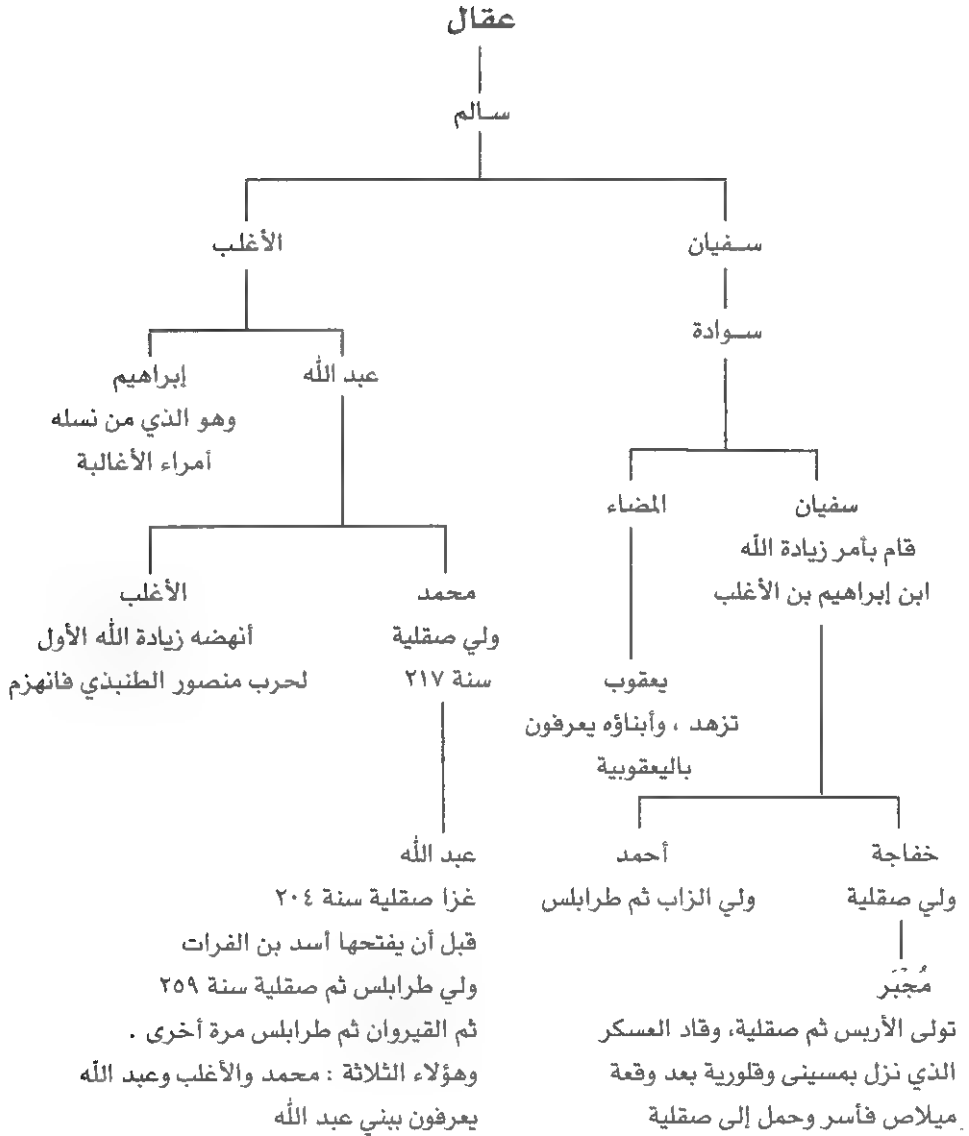 عقال
سالم
سفيان
الأغلب
سوادة
عبد الله
إبراهيم
وهو الذي من نسله
أمراء الأغالبة
سفيان
قام بأمر زيادة الله
ابن إبراهيم بن الأغلب
المضاء
محمد
ولي صقلية
سنة ٢١٧
الأغلب
أنهضه زيادة الله الأول
لحرب منصور الطنبذي فانهزم
يعقوب
تزهد ، وأبناؤه يعرفون
باليعقوبية
خفاجة
ولي صقلية
أحمد
ولي الزاب ثم طرابلس
مُجْبَر
تولى الأربس ثم صقلية، وقاد العسكر
الذي نزل بمسينى وقلورية بعد وقعة
ميلاص فأسر وحمل إلى صقلية
عبد الله
غزا صقلية سنة ٢٠٤
قبل أن يفتحها أسد بن الفرات
ولي طرابلس ثم صقلية سنة ٢٥٩
ثم القيروان ثم طرابلس مرة أخرى .
وهؤلاء الثلاثة : محمد والأغلب وعبد الله
يعرفون ببني عبد الله